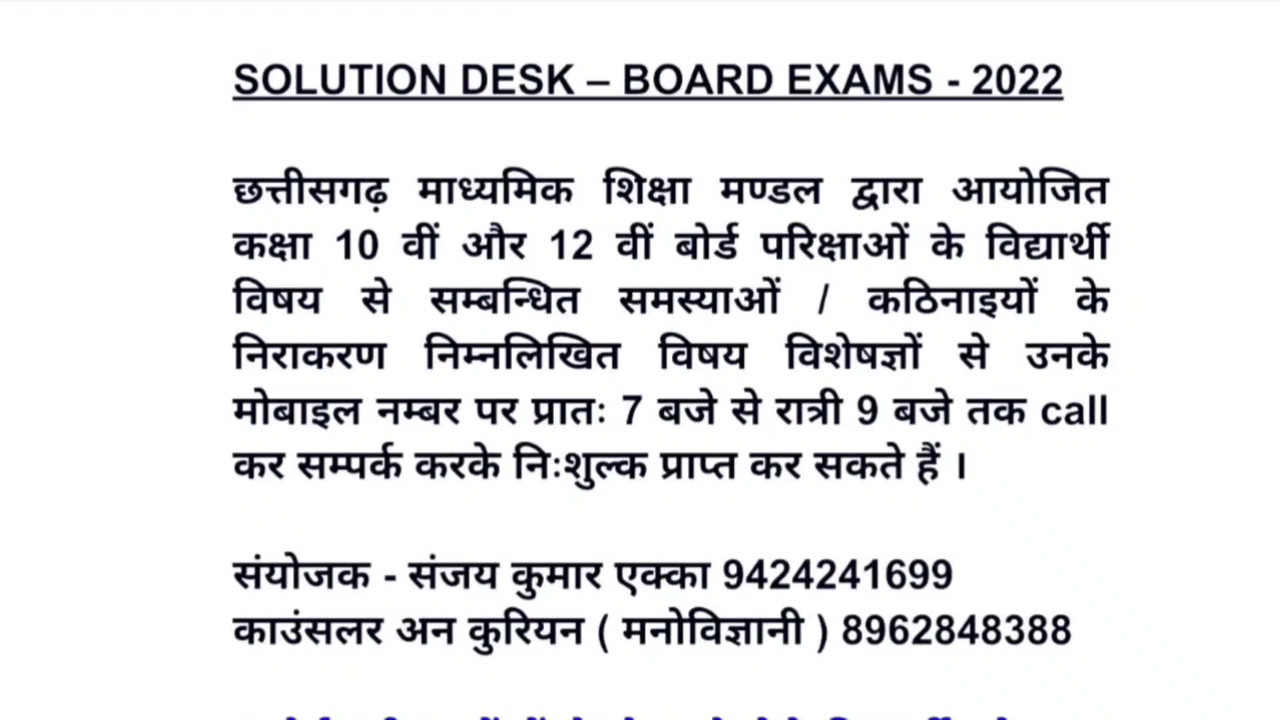 SOLUTION DESK – BOARD EXAMS - 2022
छत्तीसगढ़ माध्यमिक शिक्षा मण्डल द्वारा आयोजित
कक्षा 10 वीं और 12 वीं बोर्ड परिक्षाओं के विद्यार्थी
विषय से सम्बन्धित समस्याओं / कठिनाइयों के
निराकरण निम्नलिखित विषय विशेषज्ञों से उनके
मोबाइल नम्बर पर प्रातः 7 बजे से रात्री 9 बजे तक call
कर सम्पर्क करके निःशुल्क प्राप्त कर सकते हैं ।
संयोजक - संजय कुमार एक्का 9424241699
काउंसलर अन कुरियन ( मनोविज्ञानी ) 8962848388